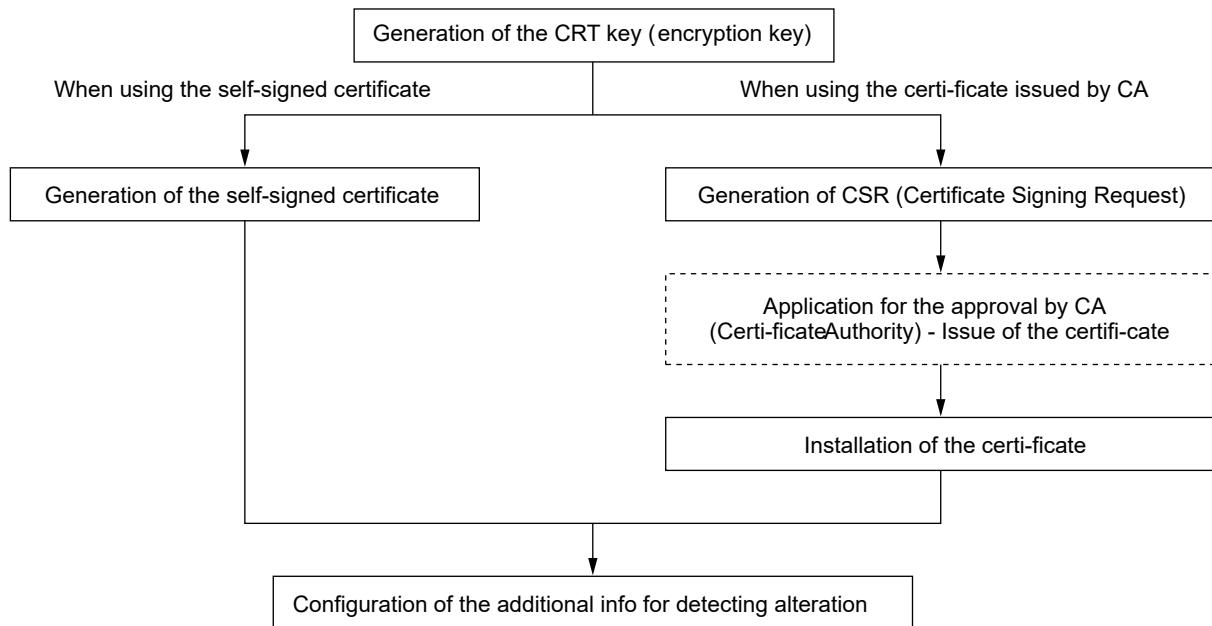 Generation of the CRT key (encryption key)
When using the self-signed certificate
When using the certi-ficate issued by CA
Generation of the self-signed certificate
Generation of CSR (Certificate Signing Request)
Application for the approval by CA
(Certi-ficateAuthority) - Issue of the certifi-cate
Installation of the certi-ficate
Configuration of the additional info for detecting alteration